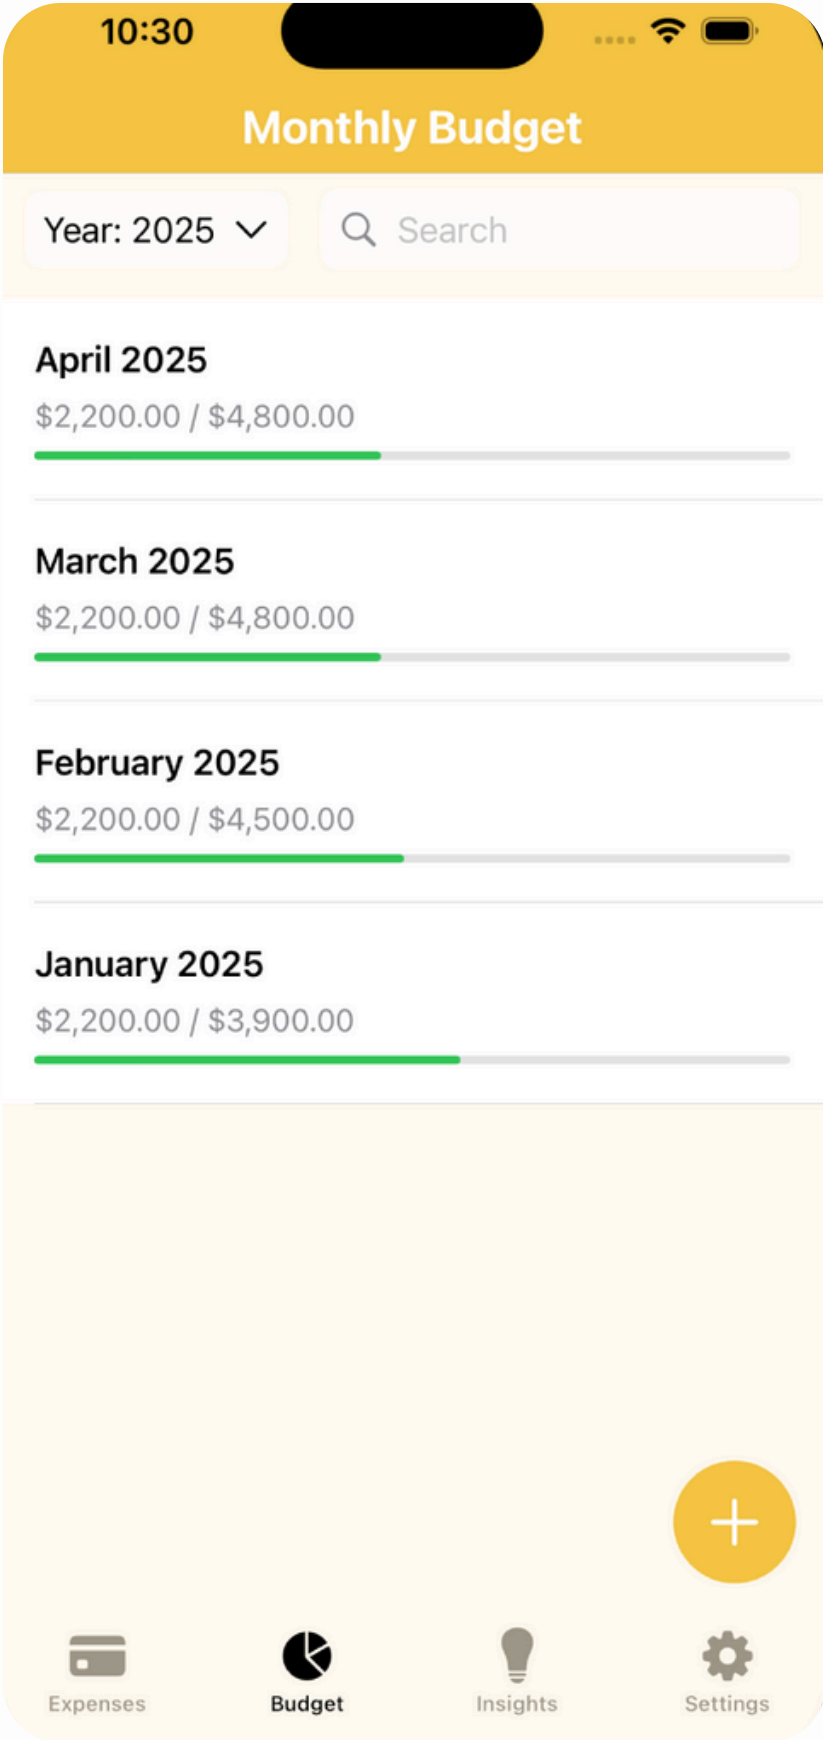 10:30
Monthly Budget
Year: 2025
Search
April 2025
$2,200.00 / $4,800.00
March 2025
$2,200.00 / $4,800.00
February 2025
$2,200.00 / $4,500.00
January 2025
$2,200.00 / $3,900.00
Expenses Budget Insights Settings